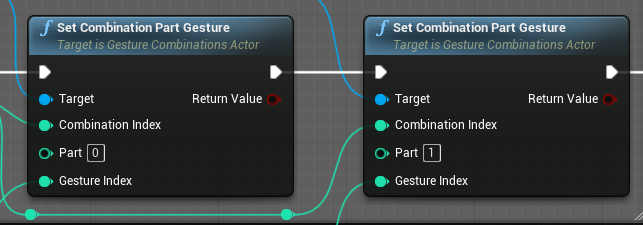 f Set Combination Part Gesture
Target is Gesture Combinations Actor
Target Return Value
Combination Index
Part 0
Gesture Index
f Set Combination Part Gesture
Target is Gesture Combinations Actor
Target Return Value
Combination Index
Part 1
Gesture Index